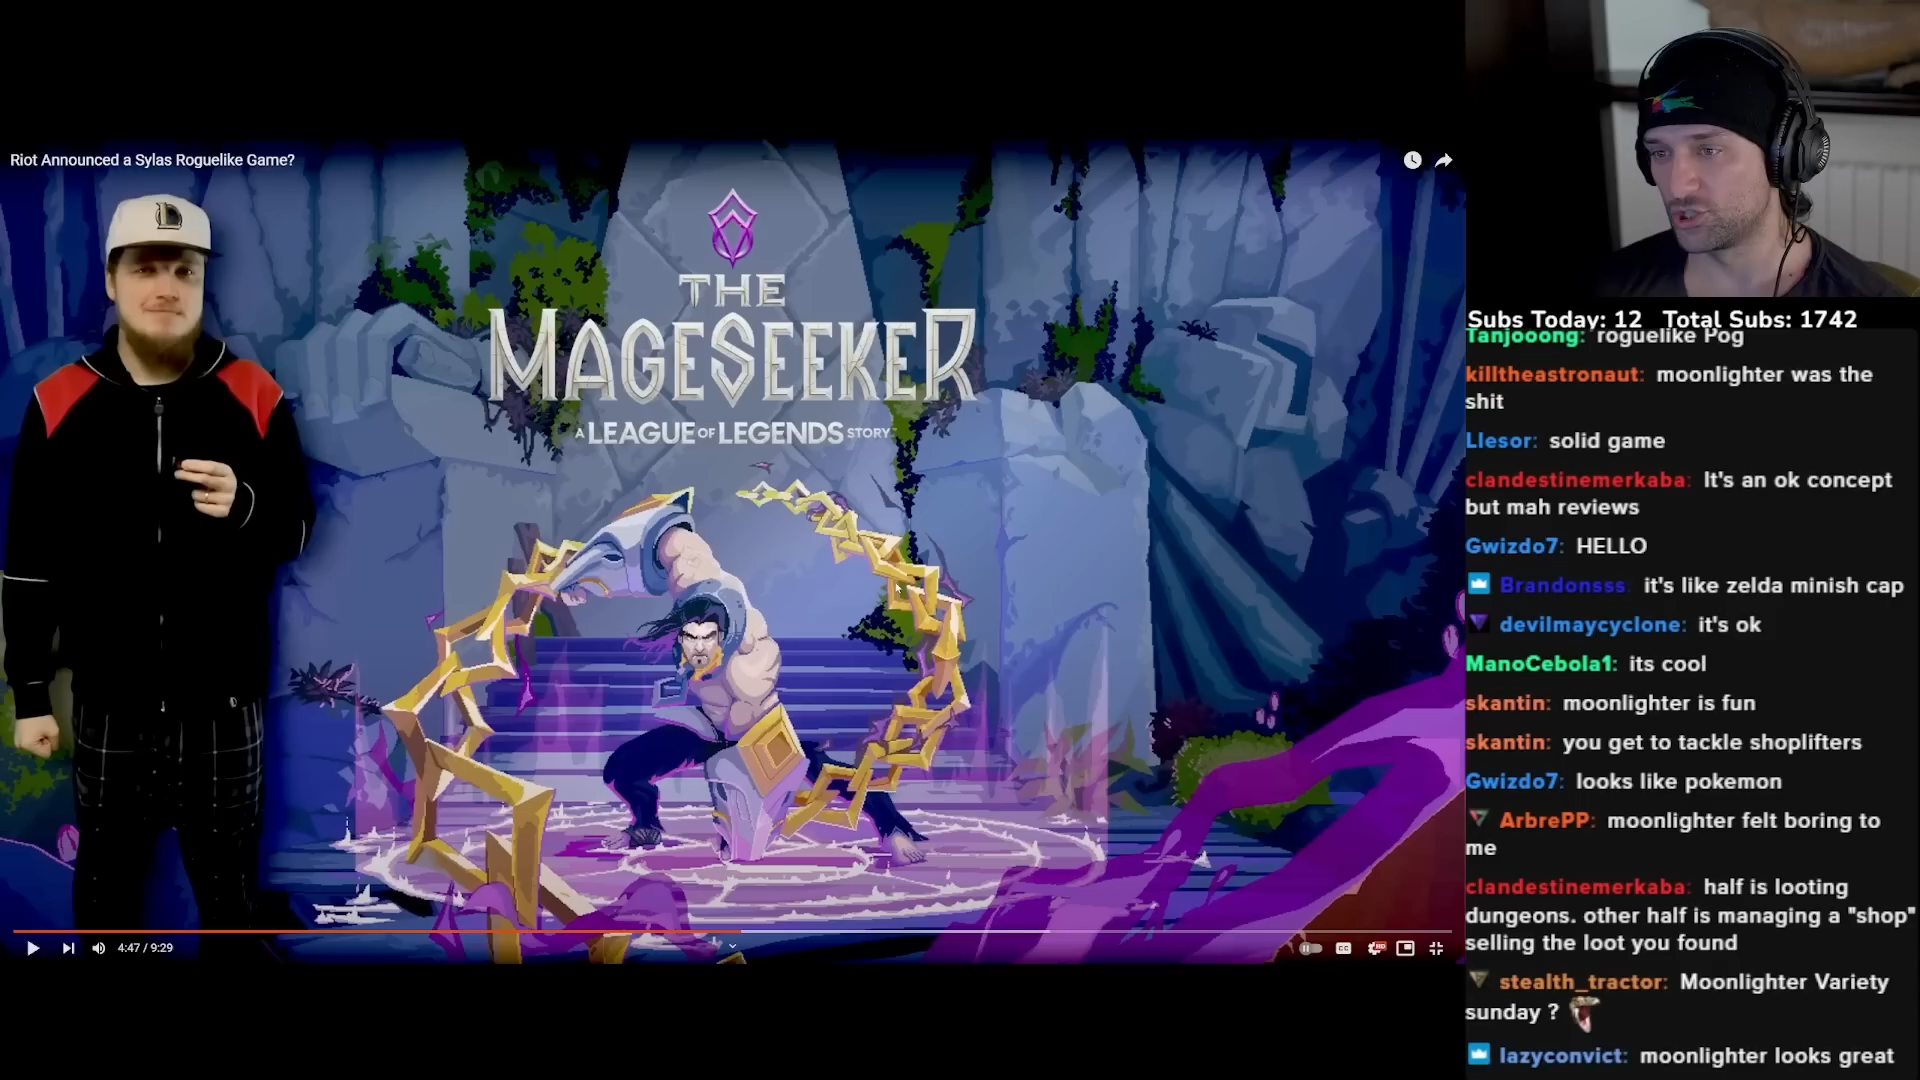 Riot Announced a Sylas Roguelike Game?
THE
MAGESEEKER
A LEAGUE OF LEGENDS STORY
4:47 / 9:29
CC
HD
Subs Today: 12 Total Subs: 1742
Tanjooong: roguelike Pog
killtheastronaut: moonlighter was the
shit
Llesor: solid game
clandestinemerkaba: It's an ok concept
but mah reviews
Gwizdo7: HELLO
Brandonsss: it's like zelda minish cap
devilmaycyclone: it's ok
ManoCebola1: its cool
skantin: moonlighter is fun
skantin: you get to tackle shoplifters
Gwizdo7: looks like pokemon
ArbrePP: moonlighter felt boring to
me
clandestinemerkaba: half is looting
dungeons. other half is managing a "shop"
selling the loot you found
stealth_tractor: Moonlighter Variety
sunday ?
lazyconvict: moonlighter looks great